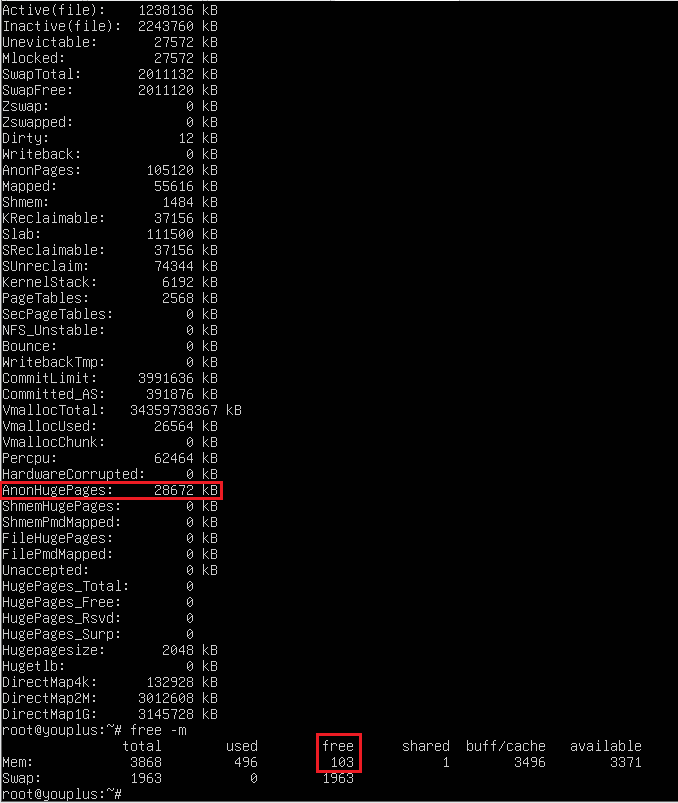 Active(file):    1238136 kB
Inactive(file):  2243760 kB
Unevictable:       27572 kB
Mlocked:           27572 kB
SwapTotal:       2011132 kB
SwapFree:        2011120 kB
Zswap:                 0 kB
Zswapped:              0 kB
Dirty:                12 kB
Writeback:             0 kB
AnonPages:        105120 kB
Mapped:            55616 kB
Shmem:              1484 kB
KReclaimable:      37156 kB
Slab:             111500 kB
SReclaimable:      37156 kB
SUnreclaim:        74344 kB
KernelStack:        6192 kB
PageTables:         2568 kB
SecPageTables:         0 kB
NFS_Unstable:          0 kB
Bounce:                0 kB
WritebackTmp:          0 kB
CommitLimit:     3991636 kB
Committed_AS:     391876 kB
VmallocTotal:   34359738367 kB
VmallocUsed:       26564 kB
VmallocChunk:          0 kB
Percpu:            62464 kB
HardwareCorrupted:     0 kB
AnonHugePages:     28672 kB
ShmemHugePages:        0 kB
ShmemPmdMapped:        0 kB
FileHugePages:         0 kB
FilePmdMapped:         0 kB
Unaccepted:            0 kB
HugePages_Total:       0
HugePages_Free:        0
HugePages_Rsvd:        0
HugePages_Surp:        0
Hugepagesize:       2048 kB
Hugetlb:               0 kB
DirectMap4k:      132928 kB
DirectMap2M:     3012608 kB
DirectMap1G:     3145728 kB
root@youplus:~# free -m
               total        used        free      shared  buff/cache   available
Mem:            3868         496         103           1        3496        3371
Swap:           1963           0        1963
root@youplus:~#